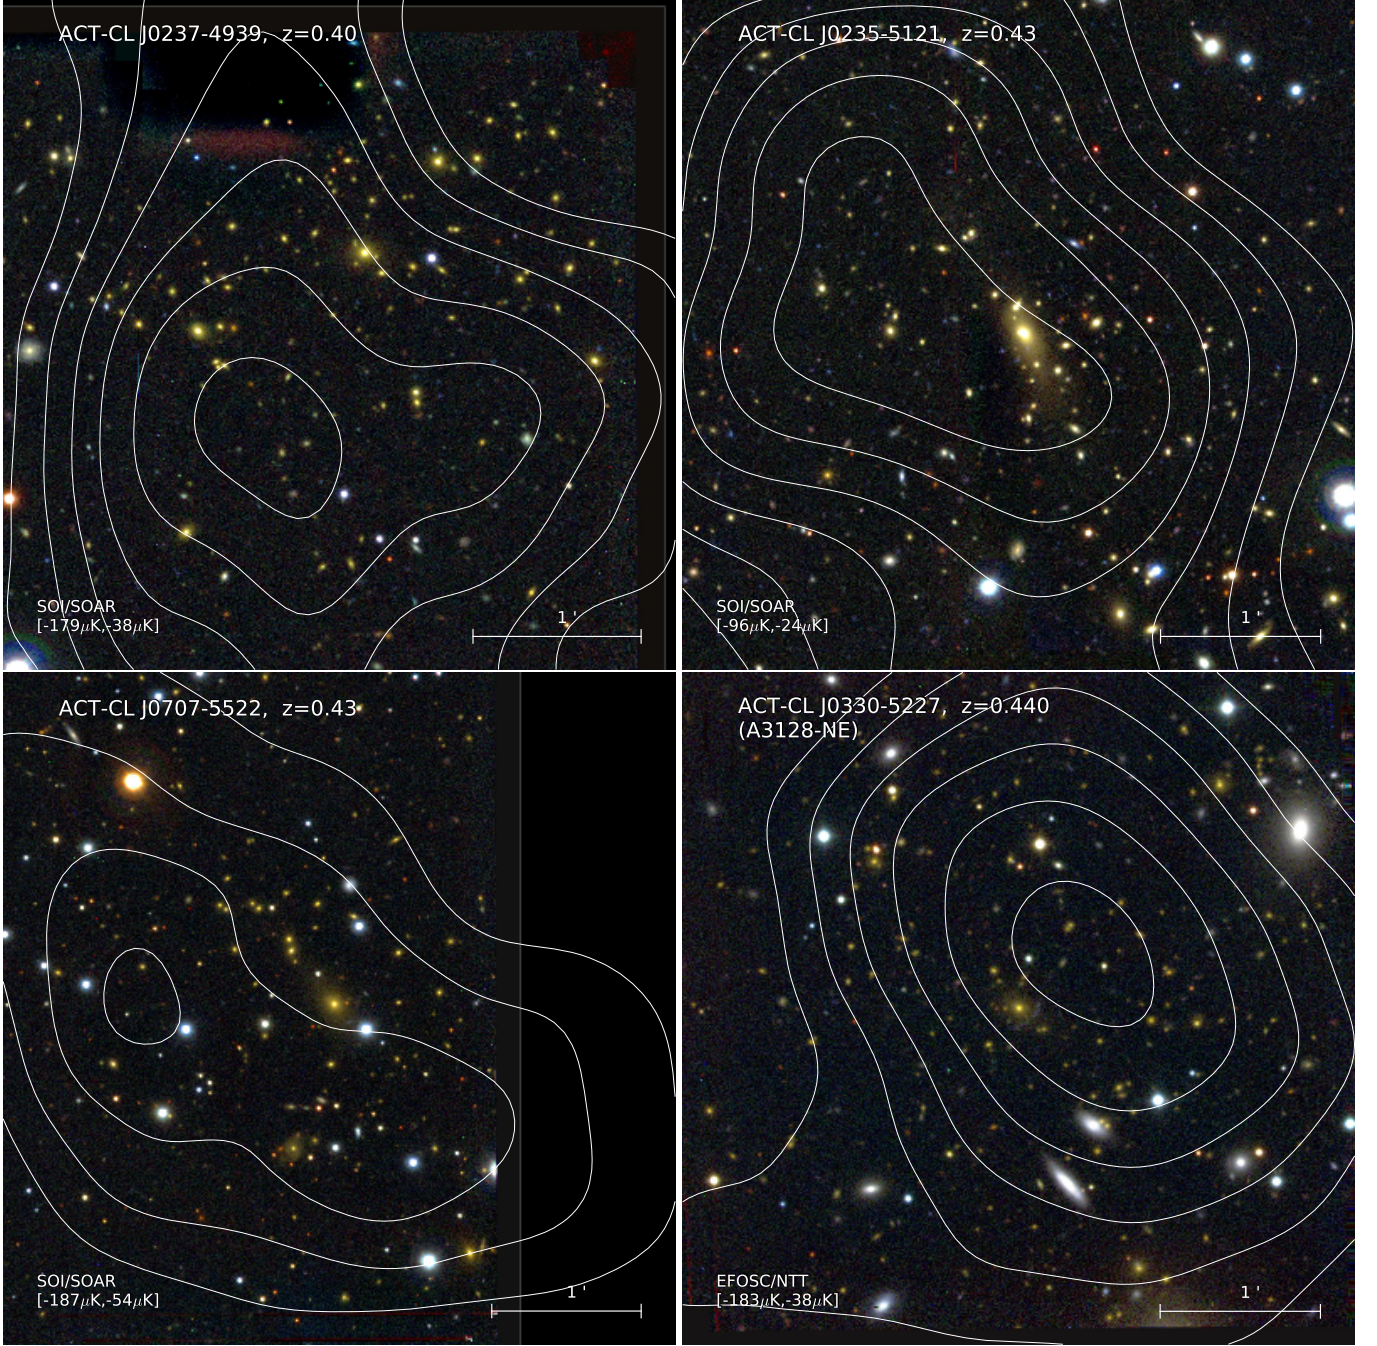 ACT-CL J0237-4939,  z=0.40
SOI/SOAR
[-179μK,-38μK]
1 '
ACT-CL J0235-5121,  z=0.43
SOI/SOAR
[-96μK,-24μK]
1 '
ACT-CL J0707-5522,  z=0.43
SOI/SOAR
[-187μK,-54μK]
1 '
ACT-CL J0330-5227,  z=0.440
(A3128-NE)
EFOSC/NTT
[-183μK,-38μK]
1 '